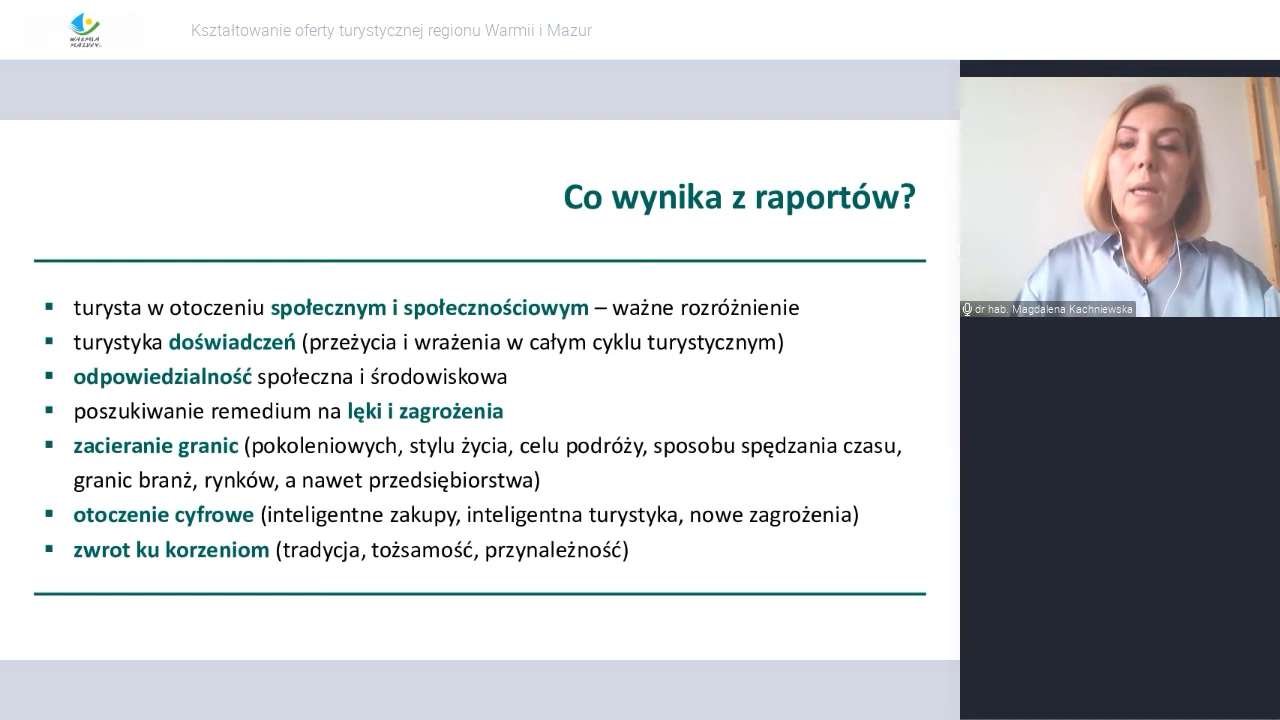 WARMIA
MAZURY
Kształtowanie oferty turystycznej regionu Warmii i Mazur
Co wynika z raportów?
▪ turysta w otoczeniu społecznym i społecznościowym – ważne rozróżnienie
▪ turystyka doświadczeń (przeżycia i wrażenia w całym cyklu turystycznym)
▪ odpowiedzialność społeczna i środowiskowa
▪ poszukiwanie remedium na lęki i zagrożenia
▪ zacieranie granic (pokoleniowych, stylu życia, celu podróży, sposobu spędzania czasu,
granic branż, rynków, a nawet przedsiębiorstwa)
▪ otoczenie cyfrowe (inteligentne zakupy, inteligentna turystyka, nowe zagrożenia)
▪ zwrot ku korzeniom (tradycja, tożsamość, przynależność)
dr hab. Magdalena Kachniewska